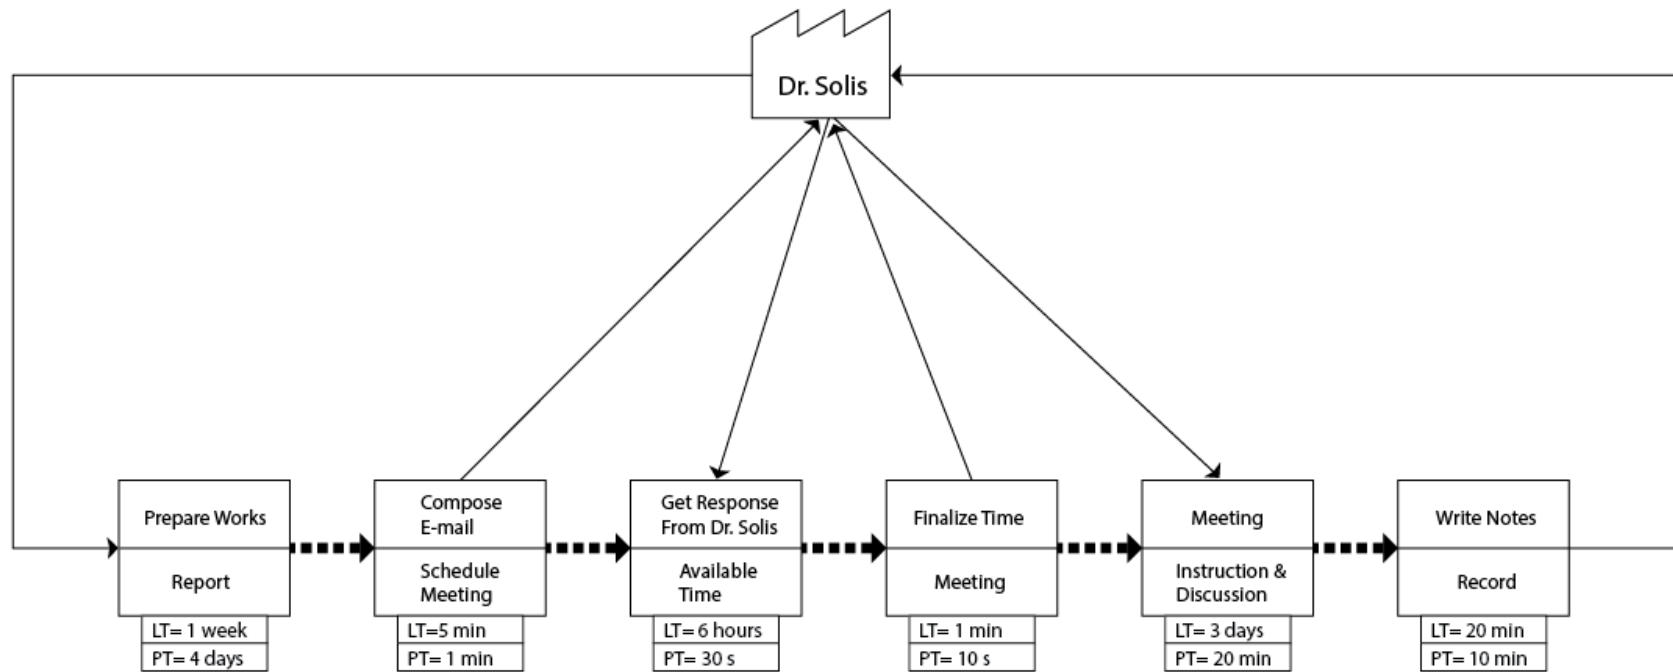 Dr. Solis
Prepare Works
Report
LT= 1 week
PT= 4 days
Compose
E-mail
Schedule
Meeting
LT=5 min
PT= 1 min
Get Response
From Dr. Solis
Available
Time
LT= 6 hours
PT= 30 s
Finalize Time
Meeting
LT= 1 min
PT= 10 s
Meeting
Instruction &
Discussion
LT= 3 days
PT= 20 min
Write Notes
Record
LT= 20 min
PT= 10 min